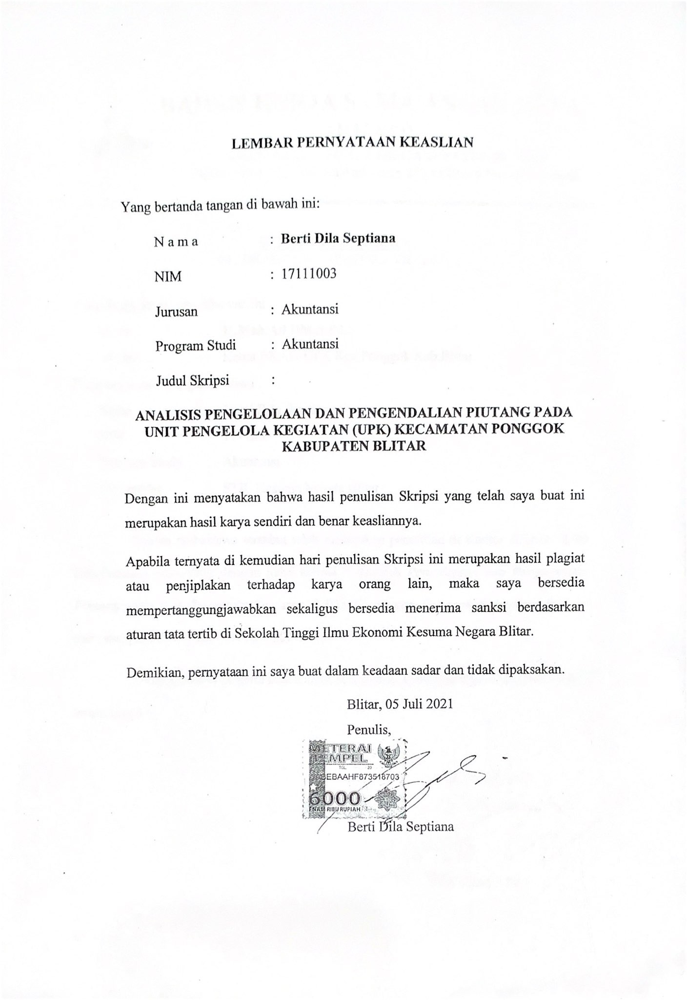 LEMBAR PERNYATAAN KEASLIAN
Yang bertanda tangan di bawah ini:
N a m a : Berti Dila Septiana
NIM : 17111003
Jurusan : Akuntansi
Program Studi : Akuntansi
Judul Skripsi :
ANALISIS PENGELOLAAN DAN PENGENDALIAN PIUTANG PADA
UNIT PENGELOLA KEGIATAN (UPK) KECAMATAN PONGGOK
KABUPATEN BLITAR
Dengan ini menyatakan bahwa hasil penulisan Skripsi yang telah saya buat ini
merupakan hasil karya sendiri dan benar keasliannya.
Apabila ternyata di kemudian hari penulisan Skripsi ini merupakan hasil plagiat
atau penjiplakan terhadap karya orang lain, maka saya bersedia
mempertanggungjawabkan sekaligus bersedia menerima sanksi berdasarkan
aturan tata tertib di Sekolah Tinggi Ilmu Ekonomi Kesuma Negara Blitar.
Demikian, pernyataan ini saya buat dalam keadaan sadar dan tidak dipaksakan.
Blitar, 05 Juli 2021
Penulis,
METERAI
TEMPEL
TGL. 20
EBAAHF873518703
6000
ENAM RIBU RUPIAH
Berti Dila Septiana